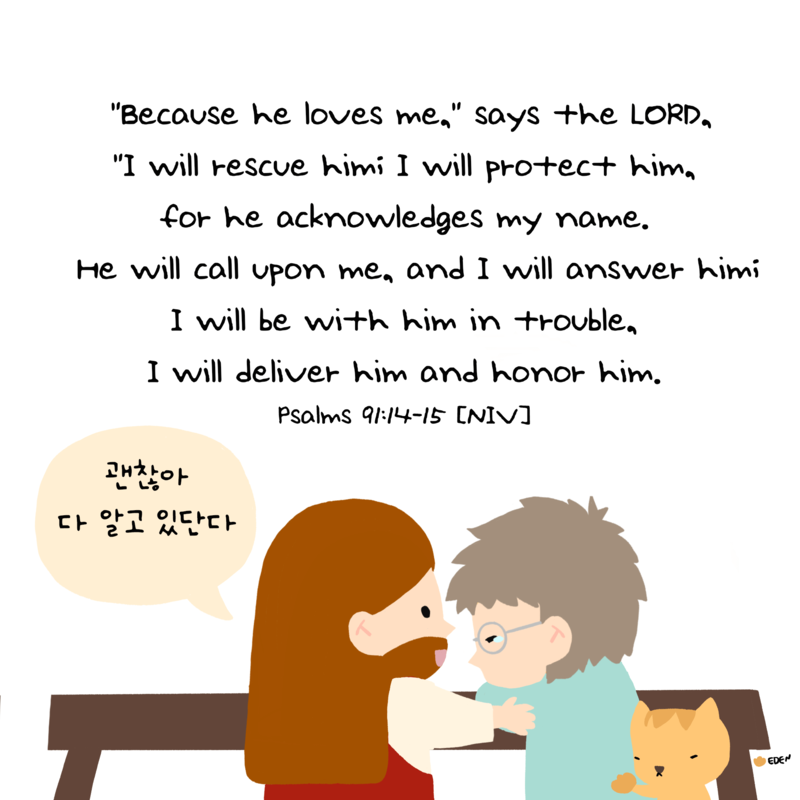 "Because he loves me," says the LORD,
"I will rescue him; I will protect him,
for he acknowledges my name.
He will call upon me, and I will answer him;
I will be with him in trouble,
I will deliver him and honor him.
Psalms 91:14-15 [NIV]
괜찮아
다 알고 있단다
EDEN